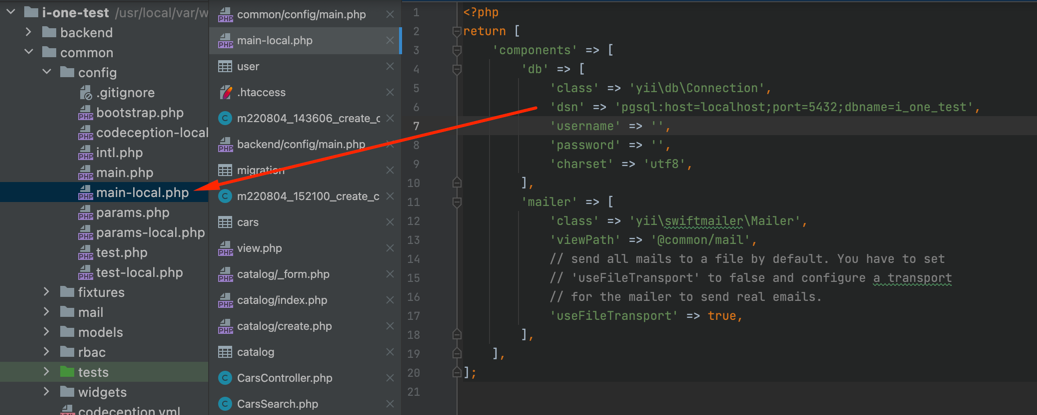 i-one-test /usr/local/var/w
backend
common
config
.gitignore
bootstrap.php
codeception-local
intl.php
main.php
main-local.php
params.php
params-local.php
test.php
test-local.php
fixtures
mail
models
rbac
tests
widgets
codeception.yml
common/config/main.php
main-local.php
user
.htaccess
m220804_143606_create_c
backend/config/main.php
migration
m220804_152100_create_c
cars
view.php
catalog/_form.php
catalog/index.php
catalog/create.php
catalog
CarsController.php
CarsSearch.php
1 <?php
2 return [
3 'components' => [
4 'db' => [
5 'class' => 'yii\db\Connection',
6 'dsn' => 'pgsql:host=localhost;port=5432;dbname=i_one_test',
7 'username' => '',
8 'password' => '',
9 'charset' => 'utf8',
10 ],
11 'mailer' => [
12 'class' => 'yii\swiftmailer\Mailer',
13 'viewPath' => '@common/mail',
14 // send all mails to a file by default. You have to set
15 // 'useFileTransport' to false and configure a transport
16 // for the mailer to send real emails.
17 'useFileTransport' => true,
18 ],
19 ],
20 ];
21